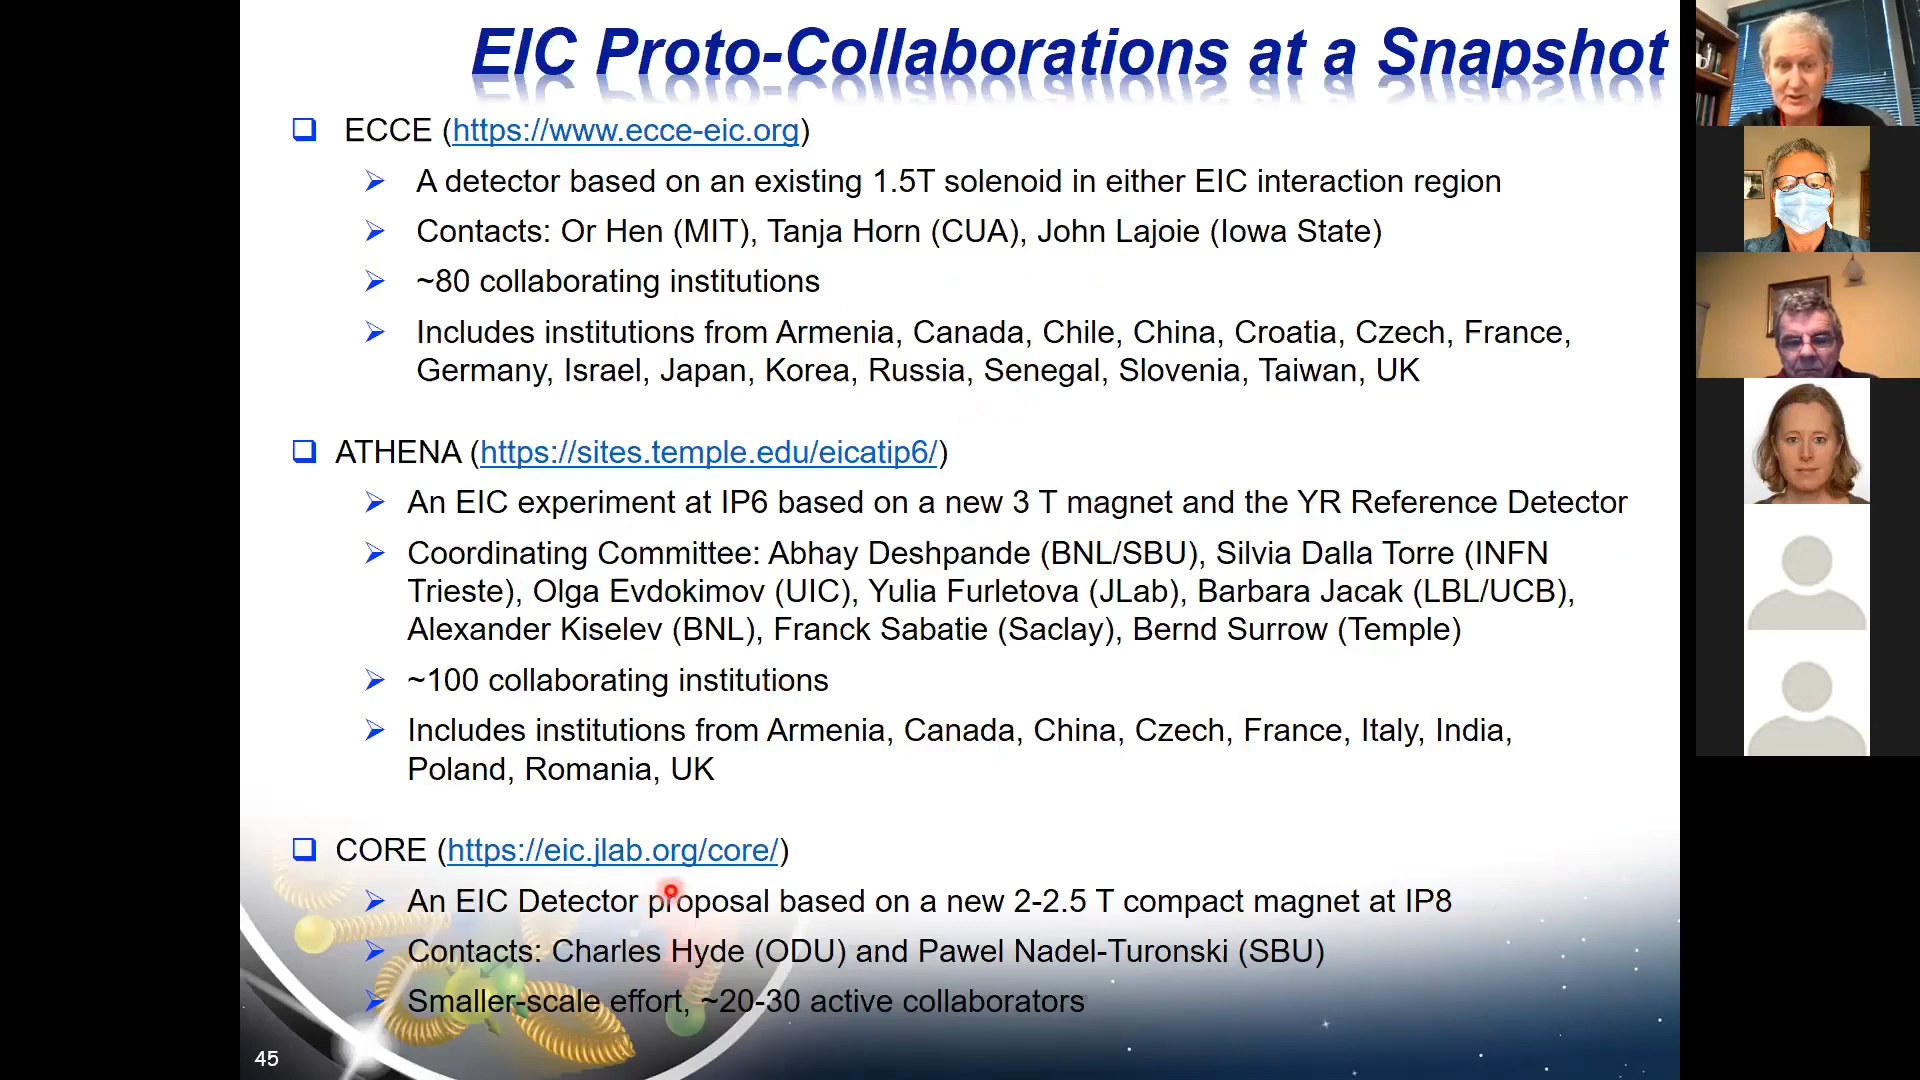 EIC Proto-Collaborations at a Snapshot
ECCE (https://www.ecce-eic.org)
A detector based on an existing 1.5T solenoid in either EIC interaction region
Contacts: Or Hen (MIT), Tanja Horn (CUA), John Lajoie (Iowa State)
~80 collaborating institutions
Includes institutions from Armenia, Canada, Chile, China, Croatia, Czech, France,
Germany, Israel, Japan, Korea, Russia, Senegal, Slovenia, Taiwan, UK
ATHENA (https://sites.temple.edu/eicatip6/)
An EIC experiment at IP6 based on a new 3 T magnet and the YR Reference Detector
Coordinating Committee: Abhay Deshpande (BNL/SBU), Silvia Dalla Torre (INFN
Trieste), Olga Evdokimov (UIC), Yulia Furletova (JLab), Barbara Jacak (LBL/UCB),
Alexander Kiselev (BNL), Franck Sabatie (Saclay), Bernd Surrow (Temple)
~100 collaborating institutions
Includes institutions from Armenia, Canada, China, Czech, France, Italy, India,
Poland, Romania, UK
CORE (https://eic.jlab.org/core/)
An EIC Detector proposal based on a new 2-2.5 T compact magnet at IP8
Contacts: Charles Hyde (ODU) and Pawel Nadel-Turonski (SBU)
Smaller-scale effort, ~20-30 active collaborators
45